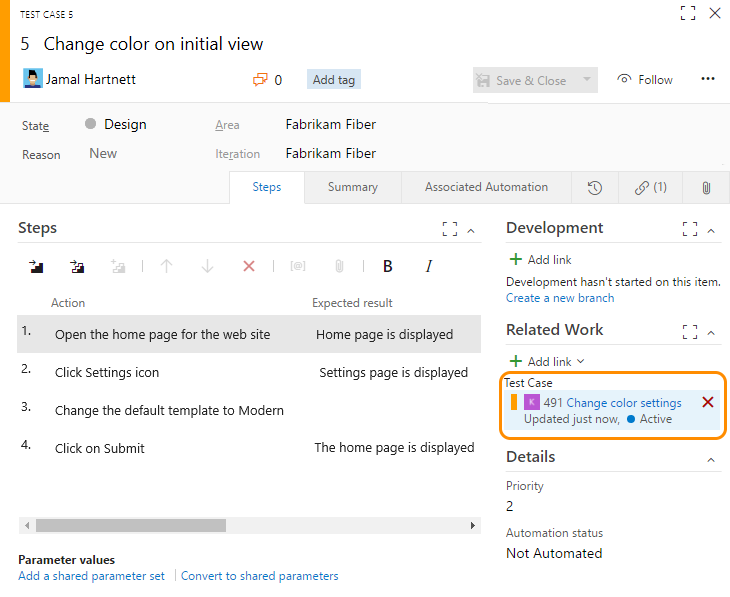 TEST CASE 5
5 Change color on initial view
Jamal Hartnett 0 Add tag Save & Close Follow
State Design Area Fabrikam Fiber
Reason New Iteration Fabrikam Fiber
Steps Summary Associated Automation (1)
Steps
[@] B I
Action Expected result
1. Open the home page for the web site Home page is displayed
2. Click Settings icon Settings page is displayed
3. Change the default template to Modern
4. Click on Submit The home page is displayed
Parameter values
Add a shared parameter set Convert to shared parameters
Development
Add link
Development hasn't started on this item.
Create a new branch
Related Work
Add link
Test Case
K 491 Change color settings
Updated just now, Active
Details
Priority
2
Automation status
Not Automated